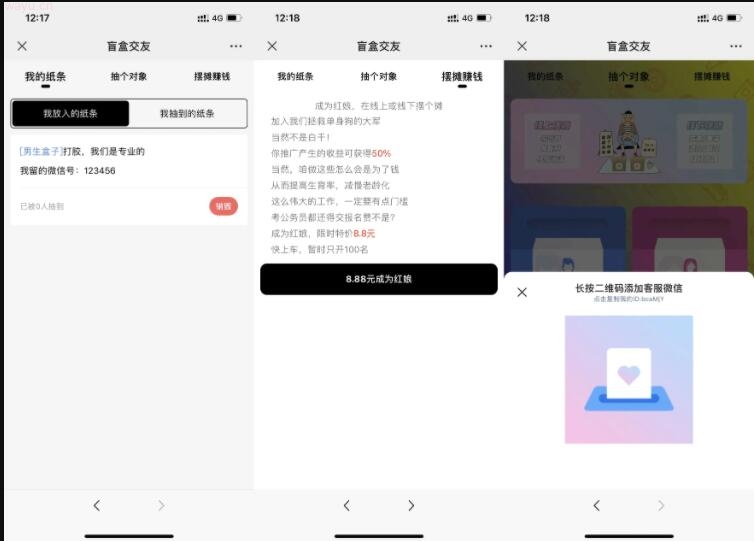 12:17
4G
盲盒交友
我的纸条
抽个对象
摆摊赚钱
我放入的纸条
我抽到的纸条
[男生盒子]打胶，我们是专业的
我留的微信号：123456
已被0人抽到
销毁
12:18
4G
盲盒交友
我的纸条
抽个对象
摆摊赚钱
成为红娘，在线上或线下摆个摊
加入我们拯救单身狗的大军
当然不是白干！
你推广产生的收益可获得50%
当然，咱做这些怎么会是为了钱
从而提高生育率，减慢老龄化
这么伟大的工作，一定要有点门槛
考公务员都还得交报名费不是？
成为红娘，限时特价8.8元
快上车，暂时只开100名
8.88元成为红娘
12:18
4G
盲盒交友
我的纸条
抽个对象
摆摊赚钱
长按二维码添加客服微信